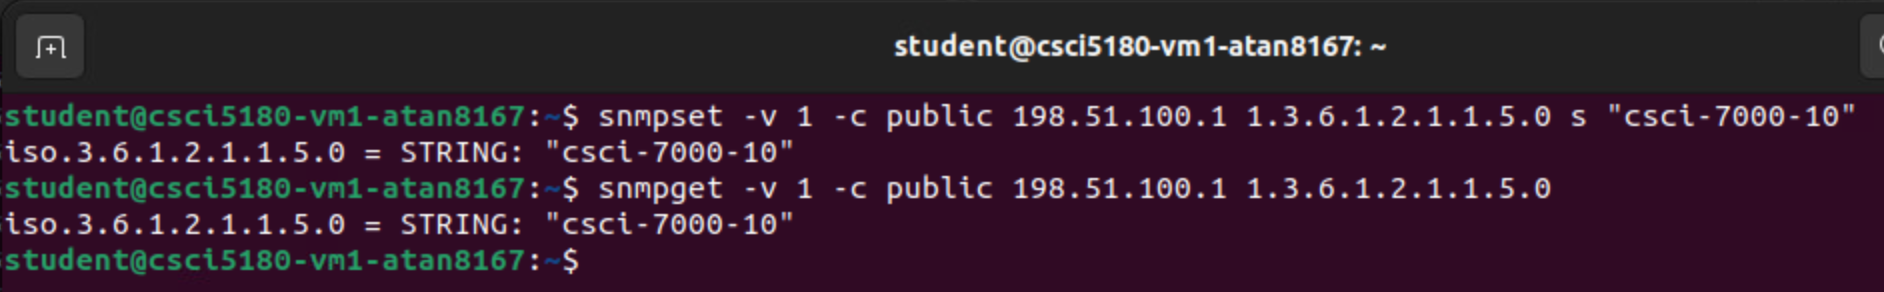 student@csci5180-vm1-atan8167: ~
student@csci5180-vm1-atan8167:~$ snmpset -v 1 -c public 198.51.100.1 1.3.6.1.2.1.1.5.0 s "csci-7000-10"
iso.3.6.1.2.1.1.5.0 = STRING: "csci-7000-10"
student@csci5180-vm1-atan8167:~$ snmpget -v 1 -c public 198.51.100.1 1.3.6.1.2.1.1.5.0
iso.3.6.1.2.1.1.5.0 = STRING: "csci-7000-10"
student@csci5180-vm1-atan8167:~$